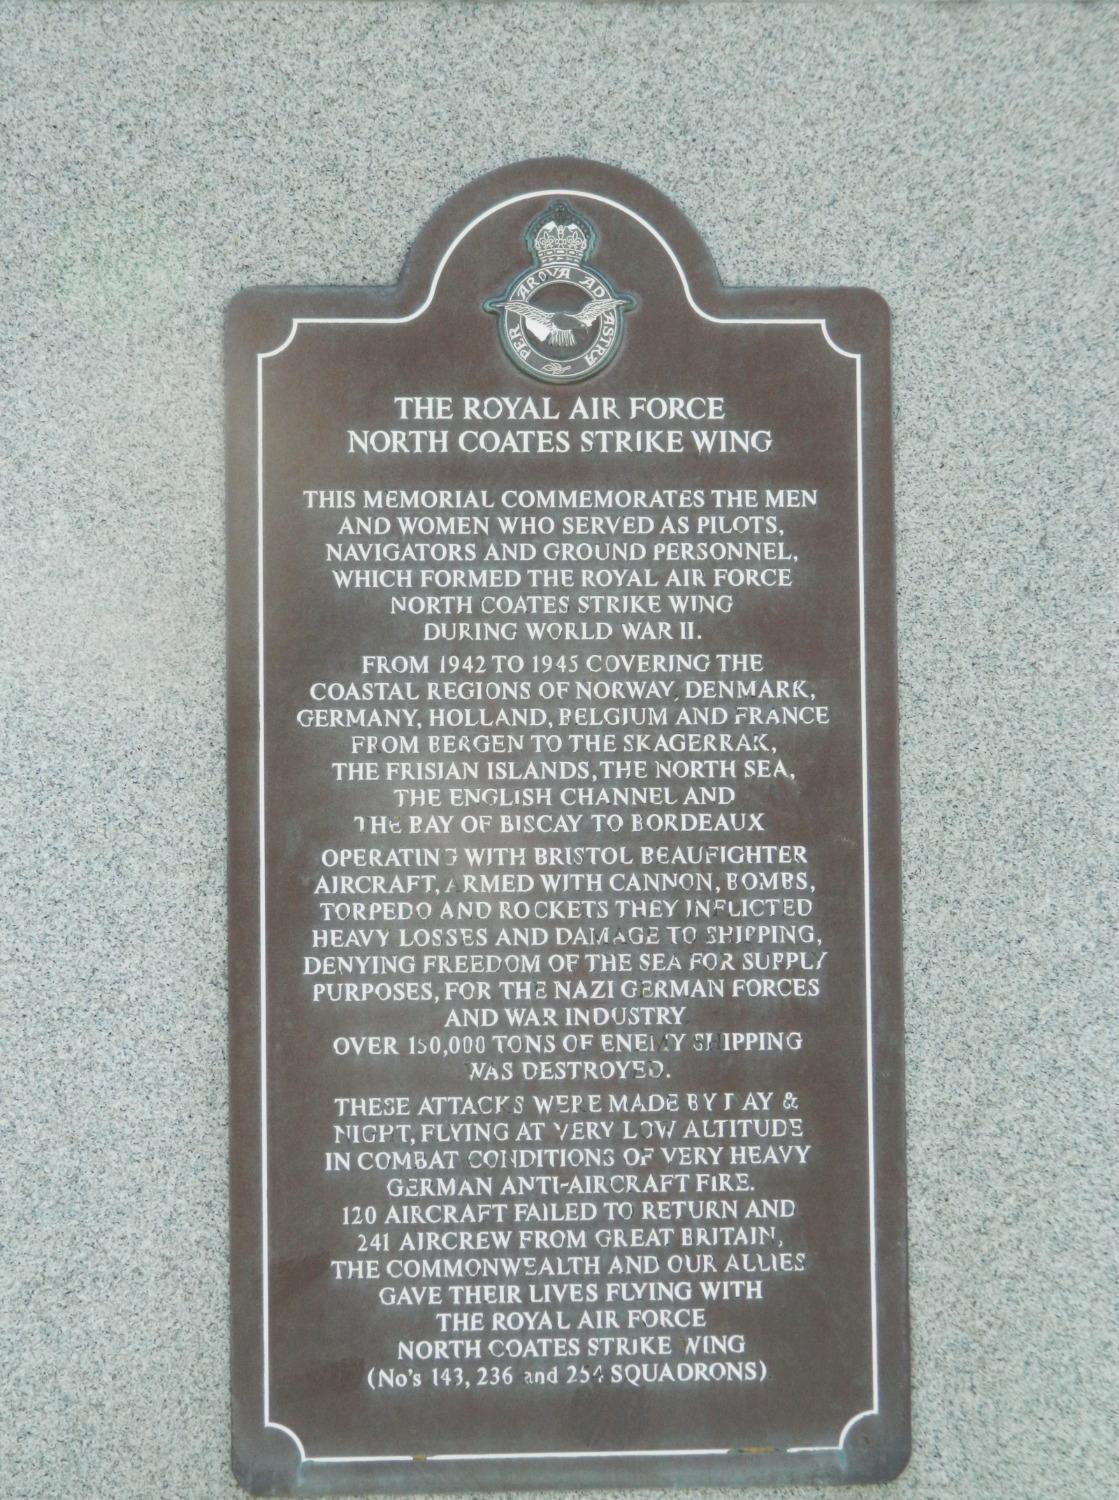 PER ARDVA AD ASTRA
THE ROYAL AIR FORCE
NORTH COATES STRIKE WING
THIS MEMORIAL COMMEMORATES THE MEN
AND WOMEN WHO SERVED AS PILOTS,
NAVIGATORS AND GROUND PERSONNEL,
WHICH FORMED THE ROYAL AIR FORCE
NORTH COATES STRIKE WING
DURING WORLD WAR II.
FROM 1942 TO 1945 COVERING THE
COASTAL REGIONS OF NORWAY, DENMARK,
GERMANY, HOLLAND, BELGIUM AND FRANCE
FROM BERGEN TO THE SKAGERRAK,
THE FRISIAN ISLANDS, THE NORTH SEA,
THE ENGLISH CHANNEL AND
THE BAY OF BISCAY TO BORDEAUX
OPERATING WITH BRISTOL BEAUFIGHTER
AIRCRAFT, ARMED WITH CANNON, BOMBS,
TORPEDO AND ROCKETS THEY INFLICTED
HEAVY LOSSES AND DAMAGE TO SHIPPING,
DENYING FREEDOM OF THE SEA FOR SUPPLY
PURPOSES, FOR THE NAZI GERMAN FORCES
AND WAR INDUSTRY
OVER 150,000 TONS OF ENEMY SHIPPING
WAS DESTROYED.
THESE ATTACKS WERE MADE BY DAY &
NIGHT, FLYING AT VERY LOW ALTITUDE
IN COMBAT CONDITIONS OF VERY HEAVY
GERMAN ANTI-AIRCRAFT FIRE.
120 AIRCRAFT FAILED TO RETURN AND
241 AIRCREW FROM GREAT BRITAIN,
THE COMMONWEALTH AND OUR ALLIES
GAVE THEIR LIVES FLYING WITH
THE ROYAL AIR FORCE
NORTH COATES STRIKE WING
(No's 143, 236 and 254 SQUADRONS)